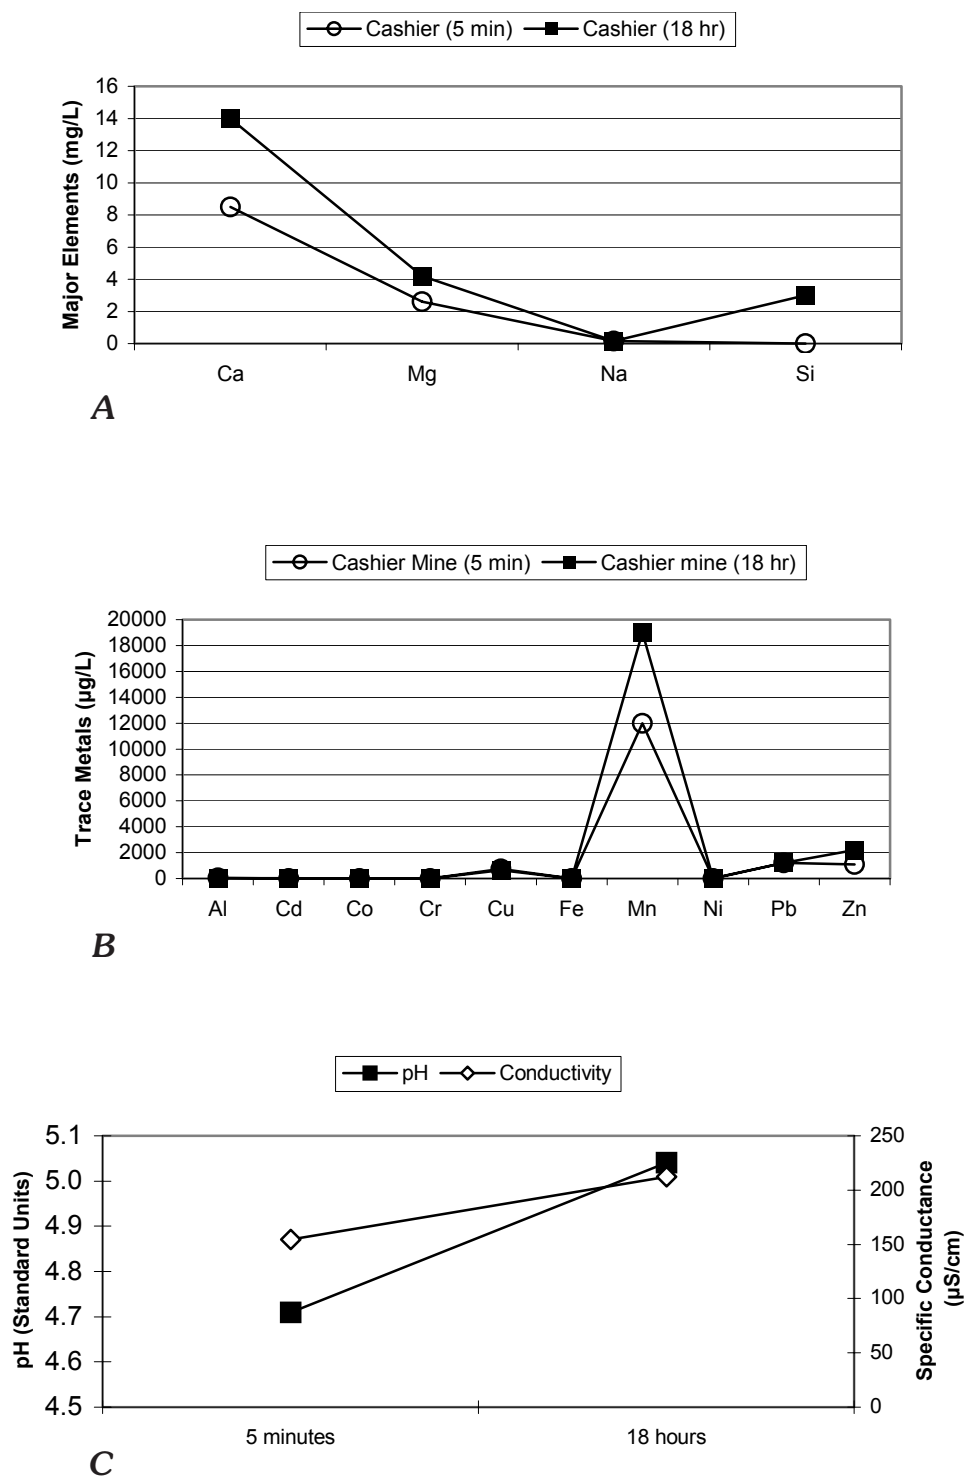 Cashier (5 min) Cashier (18 hr)
Major Elements (mg/L)
16
14
12
10
8
6
4
2
0
Ca Mg Na Si
A
Cashier Mine (5 min) Cashier mine (18 hr)
Trace Metals (µg/L)
20000
18000
16000
14000
12000
10000
8000
6000
4000
2000
0
Al Cd Co Cr Cu Fe Mn Ni Pb Zn
B
pH Conductivity
pH (Standard Units)
5.1
5.0
4.9
4.8
4.7
4.6
4.5
250
200
150
100
50
0
Specific Conductance
(µS/cm)
5 minutes 18 hours
C